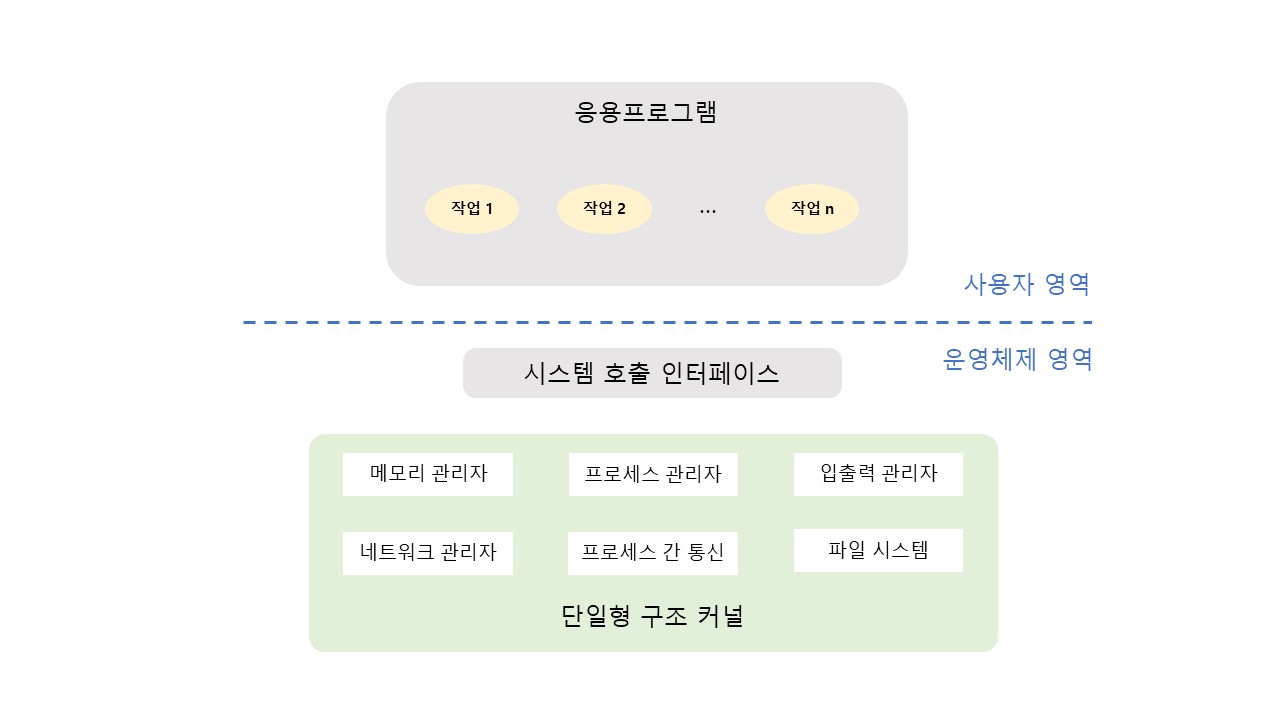 응용프로그램
작업 1
작업 2
...
작업 n
사용자 영역
운영체제 영역
시스템 호출 인터페이스
메모리 관리자
프로세스 관리자
입출력 관리자
네트워크 관리자
프로세스 간 통신
파일 시스템
단일형 구조 커널